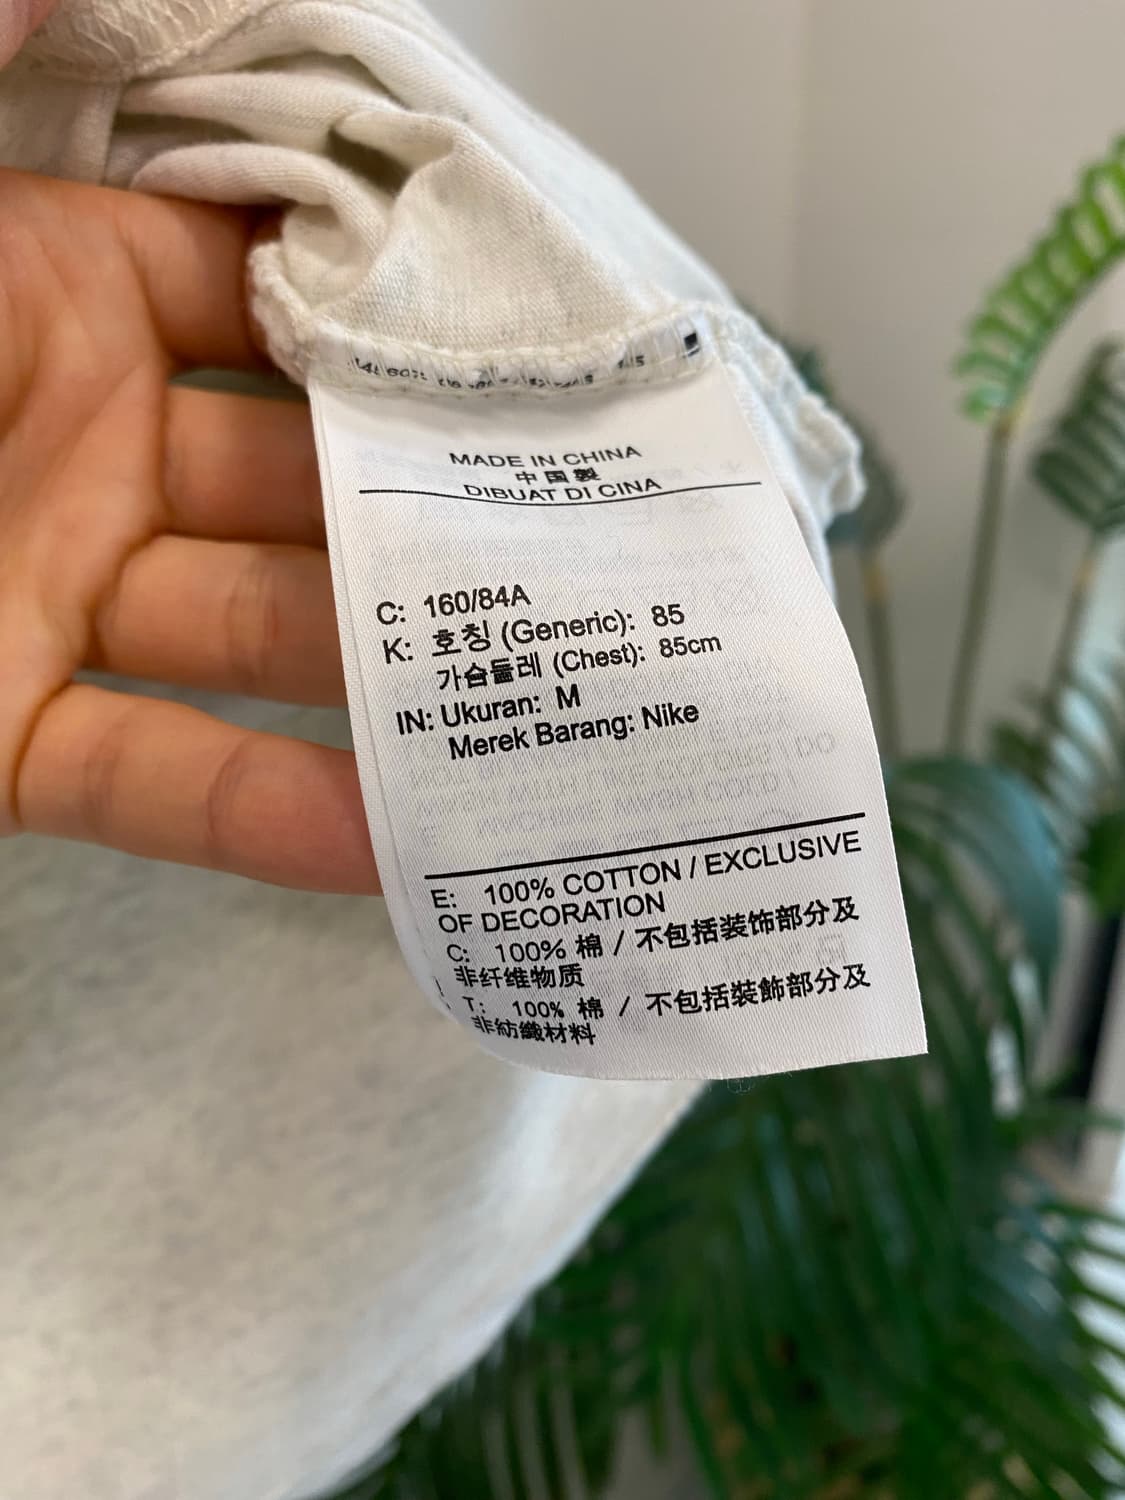 MADE IN CHINA
中国製
DIBUAT DI CINA
C: 160/84A
K: 호칭 (Generic): 85
가슴둘레 (Chest): 85cm
IN: Ukuran: M
Merek Barang: Nike
E: 100% COTTON / EXCLUSIVE
OF DECORATION
C: 100% 棉 / 不包括装饰部分及
非纤维物质
T: 100% 棉 / 不包括裝飾部分及
非紡織材料